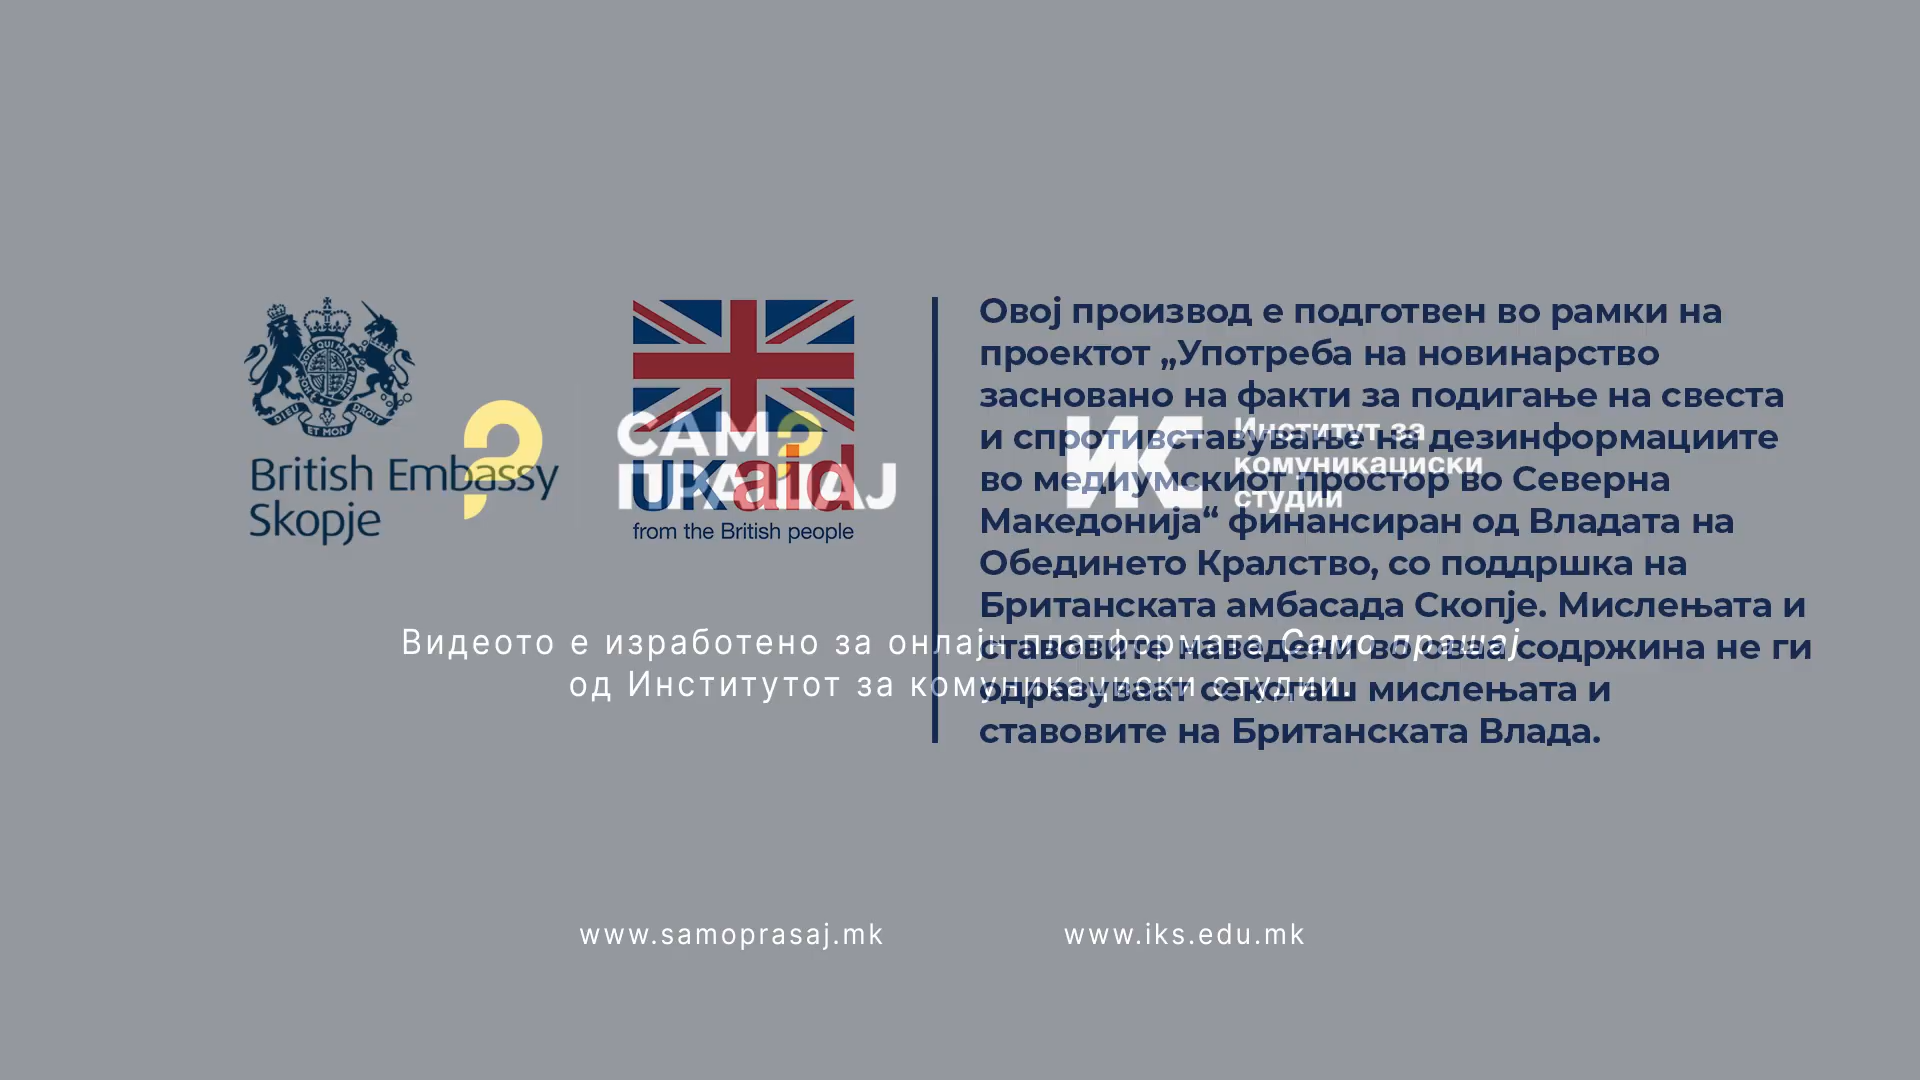 British Embassy
Skopje
UKaid
from the British people
Овој производ е подготвен во рамки на
проектот „Употреба на новинарство
засновано на факти за подигање на свеста
и спротивставување на дезинформациите
во медиумскиот простор во Северна
Македонија“ финансиран од Владата на
Обединето Кралство, со поддршка на
Британската амбасада Скопје. Мислењата и
ставовите наведени во оваа содржина не ги
одразуваат секогаш мислењата и
ставовите на Британската Влада.
?
САМ?
ПРАШАЈ
ИКС
Институт за
комуникациски
студии
Видеото е изработено за онлајн платформата Само прашај
од Институтот за комуникациски студии.
www.samoprasaj.mk
www.iks.edu.mk